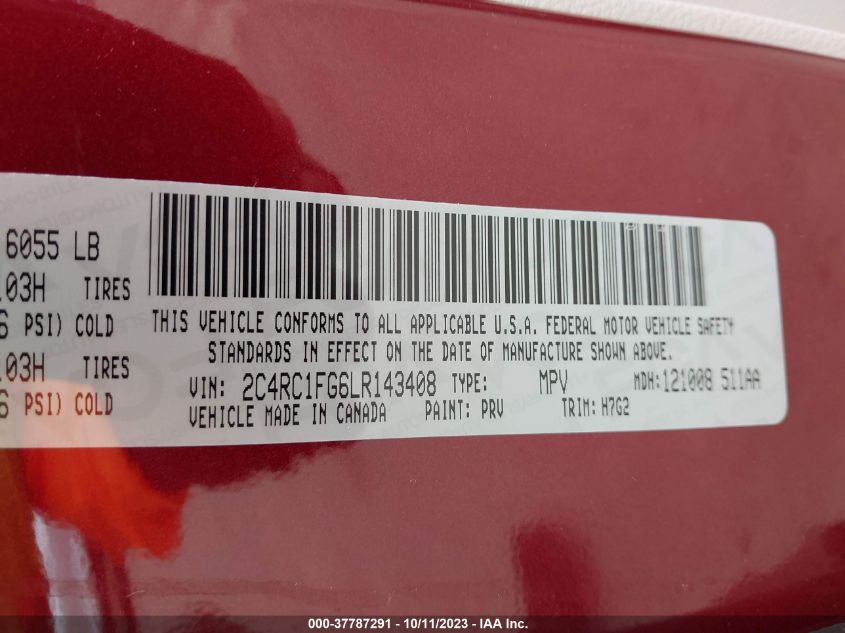 6055 LB
03H TIRES
PSI) COLD
03H TIRES
PSI) COLD
THIS VEHICLE CONFORMS TO ALL APPLICABLE U.S.A. FEDERAL MOTOR VEHICLE SAFETY
STANDARDS IN EFFECT ON THE DATE OF MANUFACTURE SHOWN ABOVE.
VIN: 2C4RC1FG6LR143408 TYPE: MPV MDH:121008 511AA
VEHICLE MADE IN CANADA PAINT: PRV TRIM: H7G2
000-37787291 - 10/11/2023 - IAA Inc.